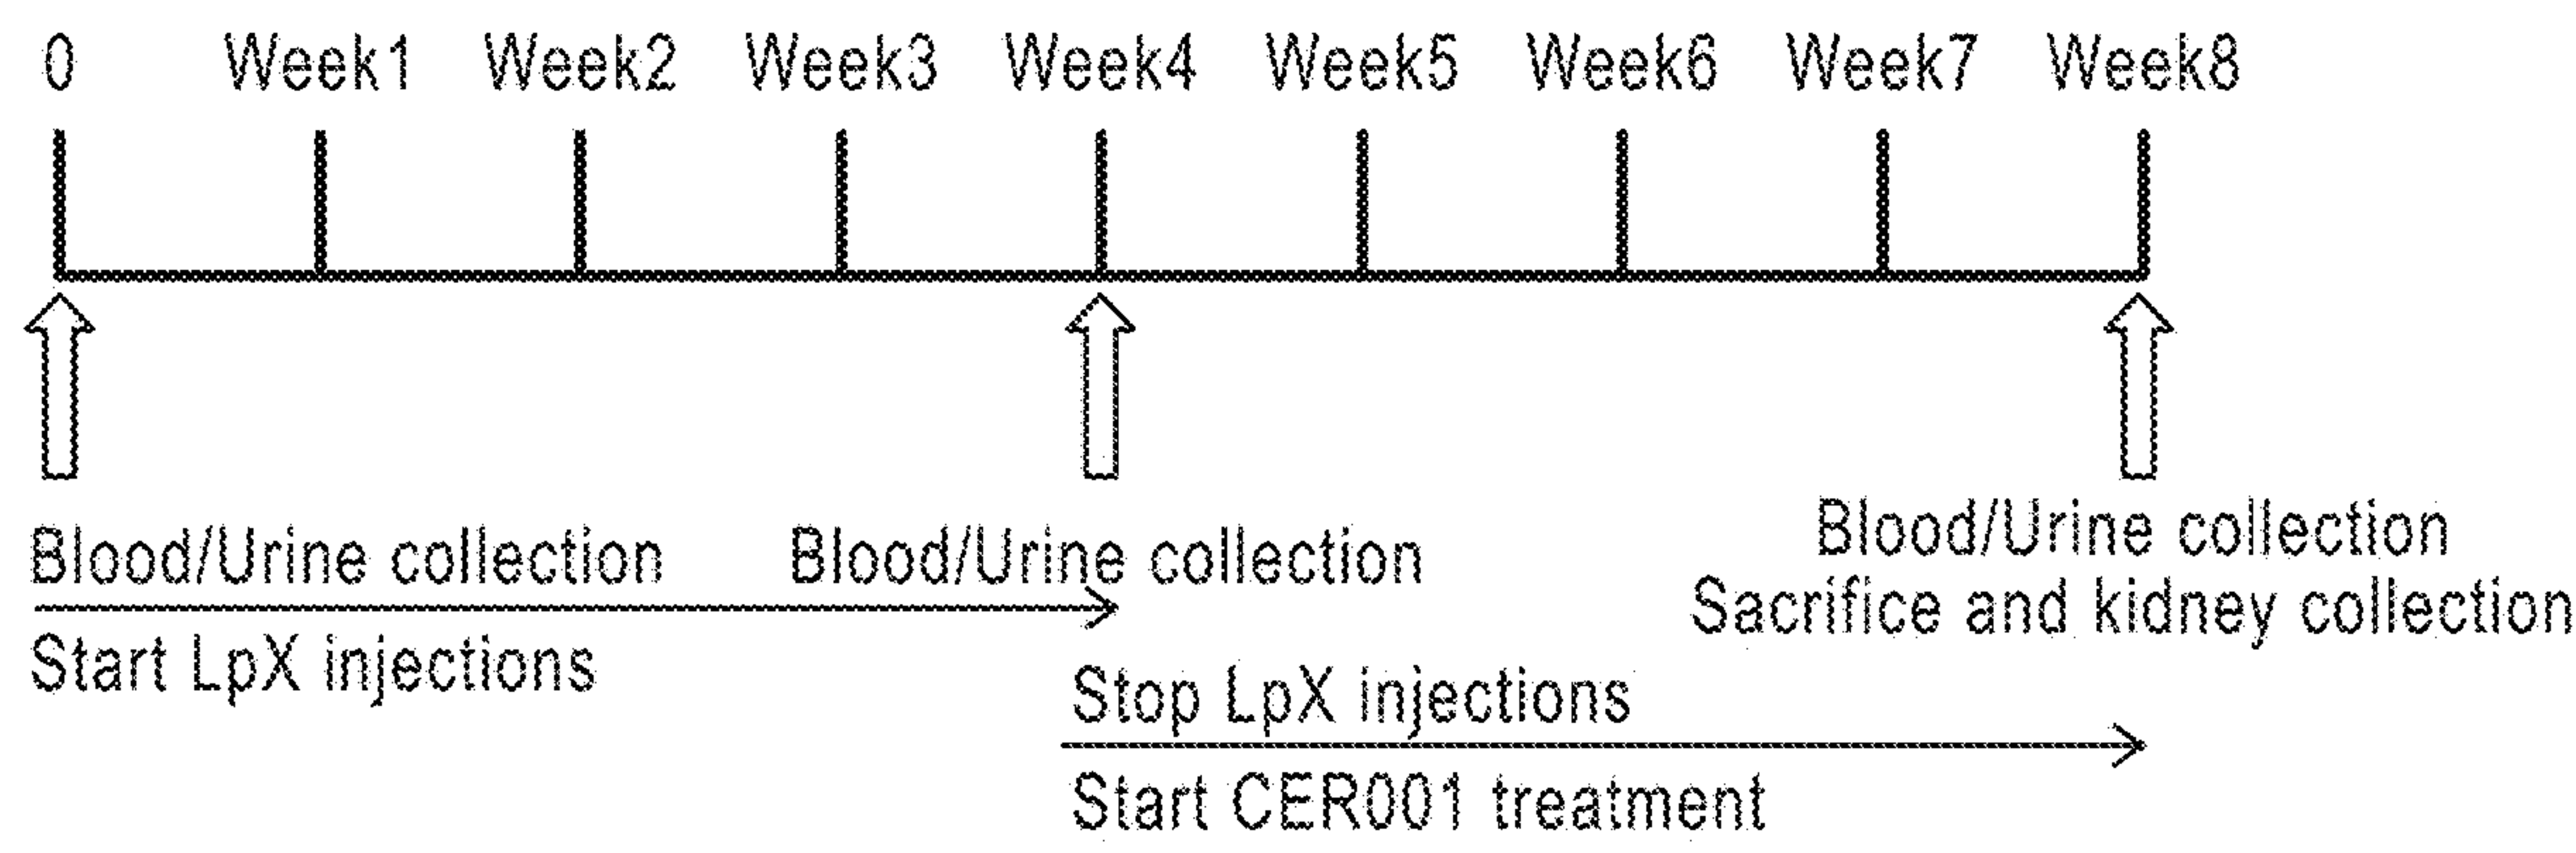 0 Week1 Week2 Week3 Week4 Week5 Week6 Week7 Week8
Blood/Urine collection
Start LpX injections
Blood/Urine collection
Stop LpX injections
Start CER001 treatment
Blood/Urine collection
Sacrifice and kidney collection